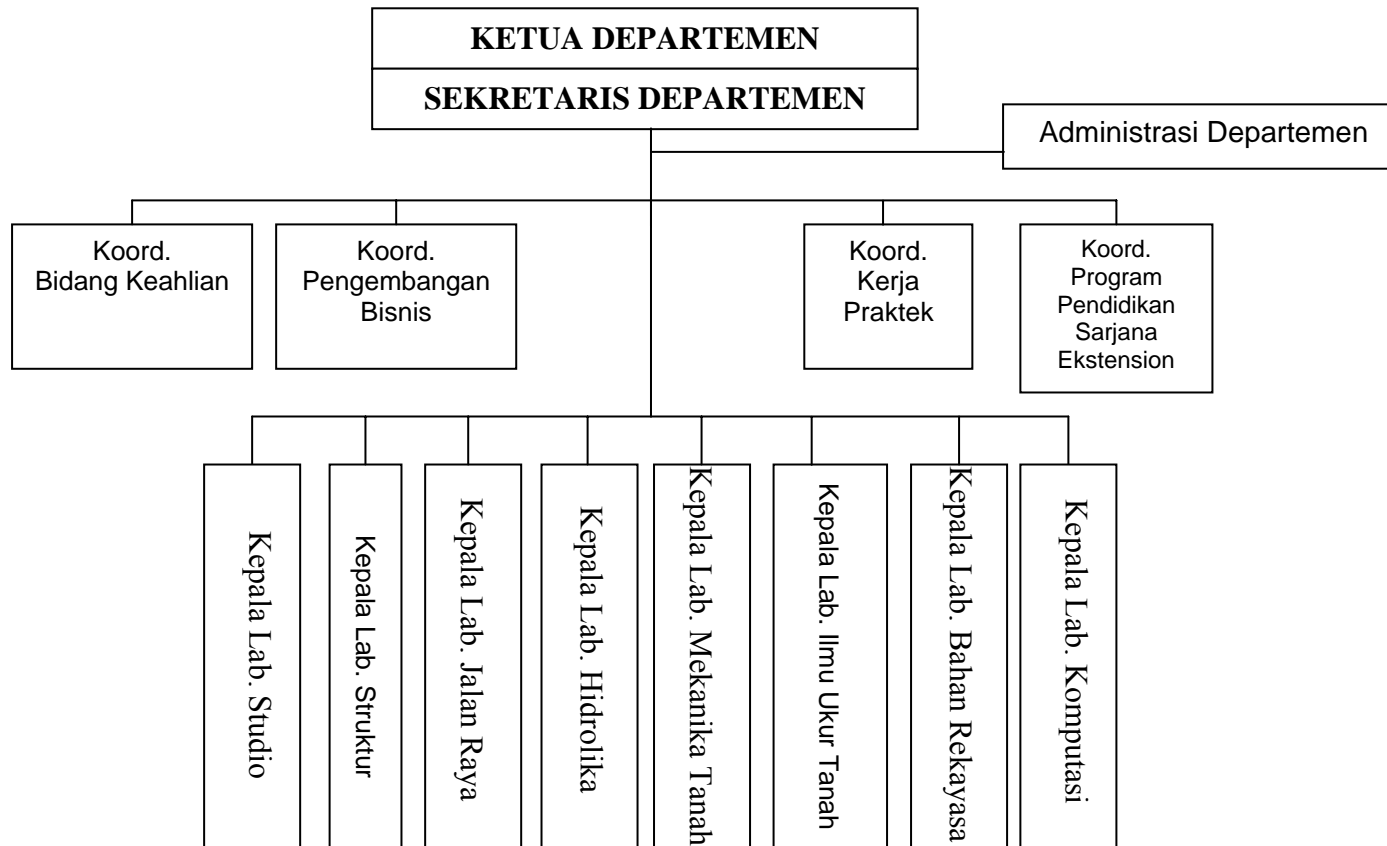 KETUA DEPARTEMEN
SEKRETARIS DEPARTEMEN
Administrasi Departemen
Koord.
Bidang Keahlian
Koord.
Pengembangan
Bisnis
Koord.
Kerja
Praktek
Koord.
Program
Pendidikan
Sarjana
Ekstension
Kepala Lab. Studio
Kepala Lab. Struktur
Kepala Lab. Jalan Raya
Kepala Lab. Hidrolika
Kepala Lab. Mekanika Tanah
Kepala Lab. Ilmu Ukur Tanah
Kepala Lab. Bahan Rekayasa
Kepala Lab. Komputasi